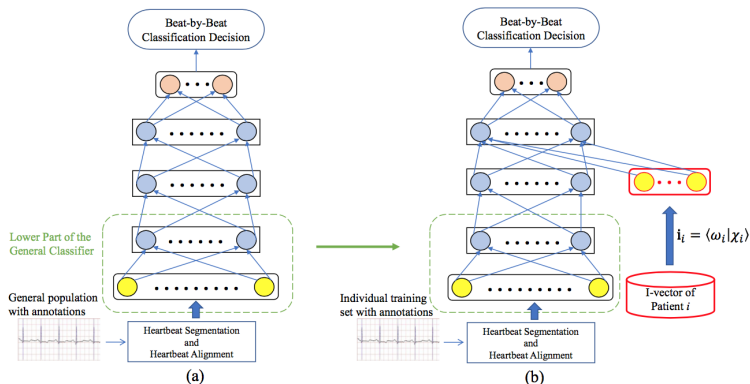 Beat-by-Beat
Classification Decision
Lower Part of the
General Classifier
General population
with annotations
Heartbeat Segmentation
and
Heartbeat Alignment
(a)
Beat-by-Beat
Classification Decision
𝐢ᵢ = ⟨ωᵢ|χᵢ⟩
I-vector of
Patient i
Individual training
set with annotations
Heartbeat Segmentation
and
Heartbeat Alignment
(b)